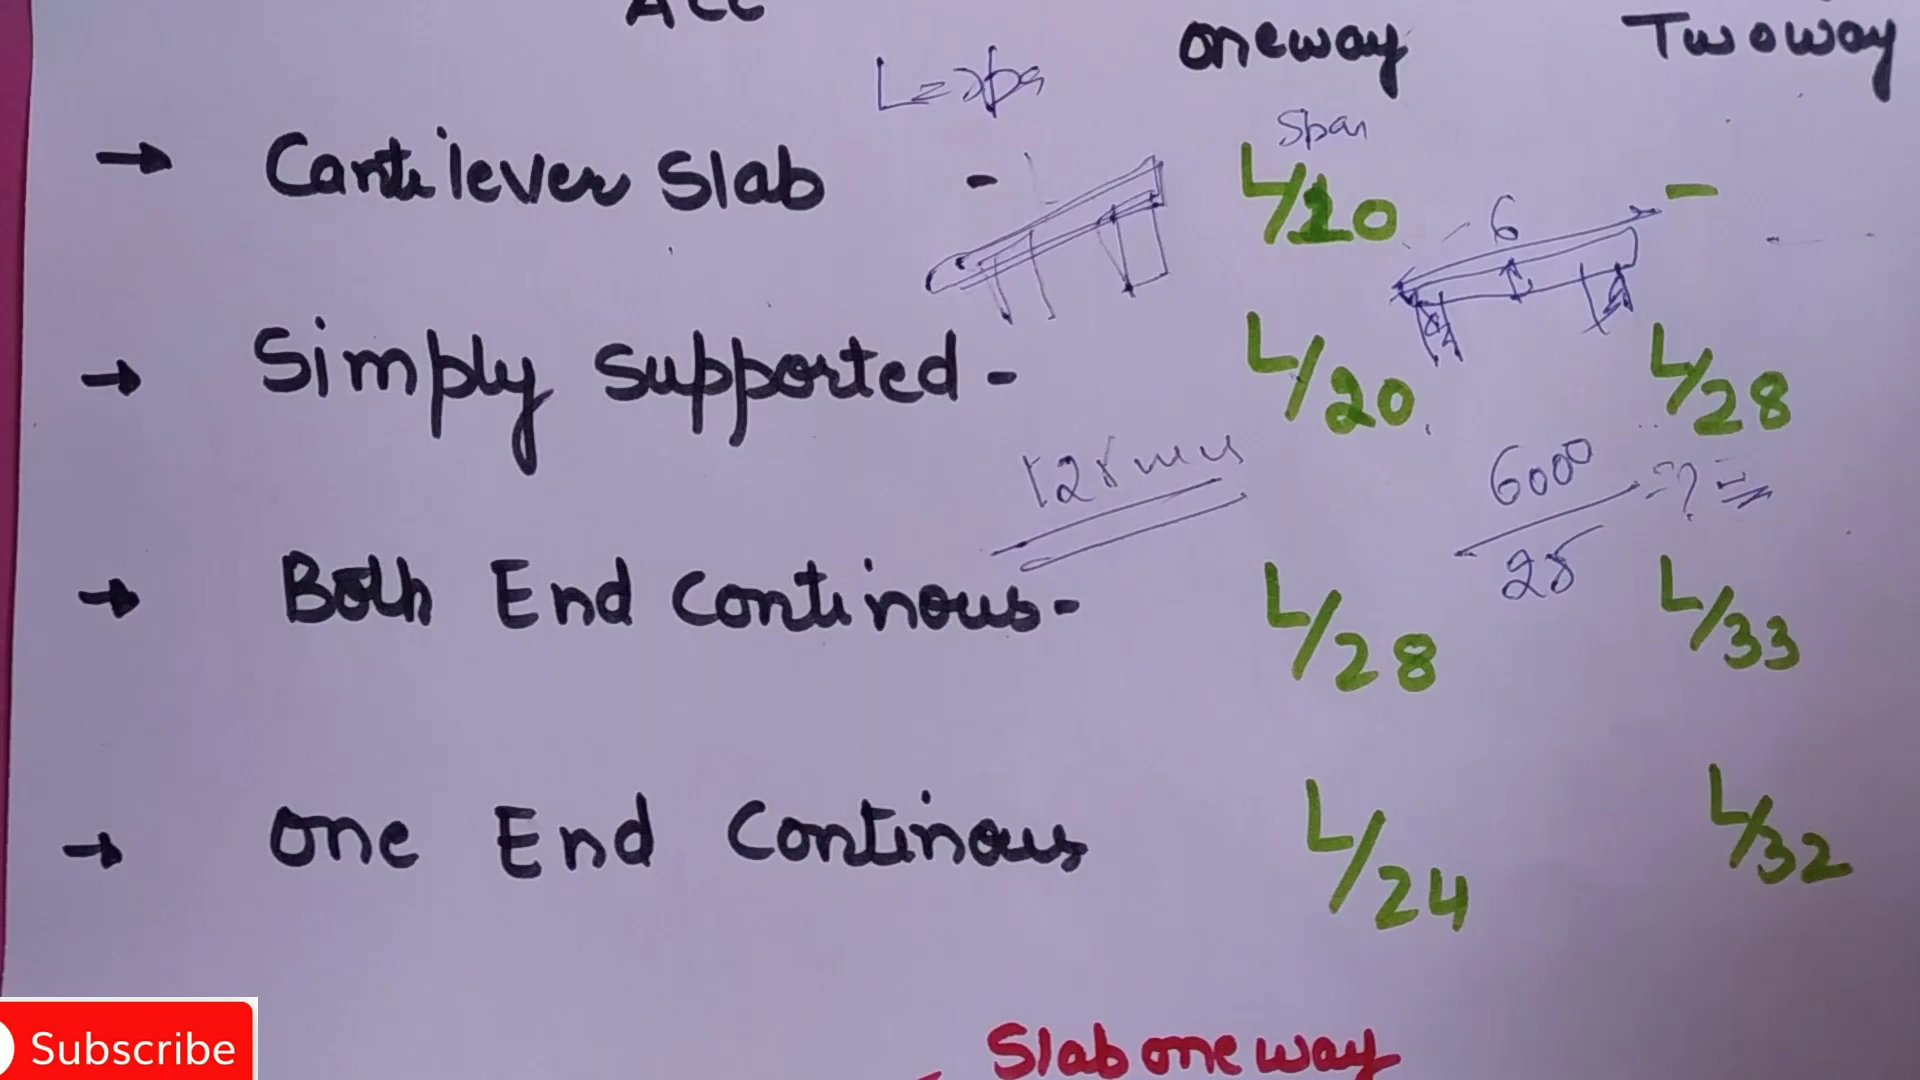 oneway Twoway
L=span
span
→ Cantilever Slab - L/10 -
6
→ Simply supported - L/20 L/28
6000
28
→ Both End Continous - L/28 L/33
→ one End Continous L/24 L/32
Slab one way
Subscribe